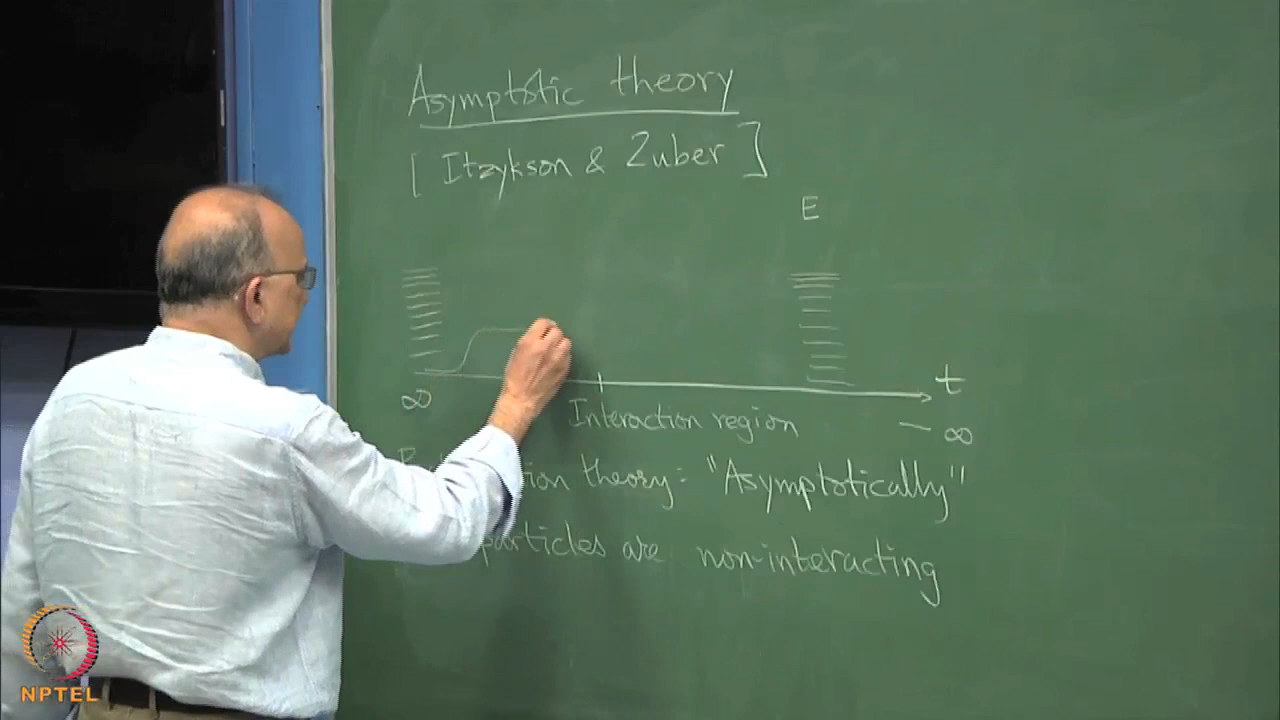 Asymptotic theory
[ Itzykson & Zuber ]
E
t
∞ Interaction region — ∞
theory: "Asymptotically"
particles are non-interacting
NPTEL